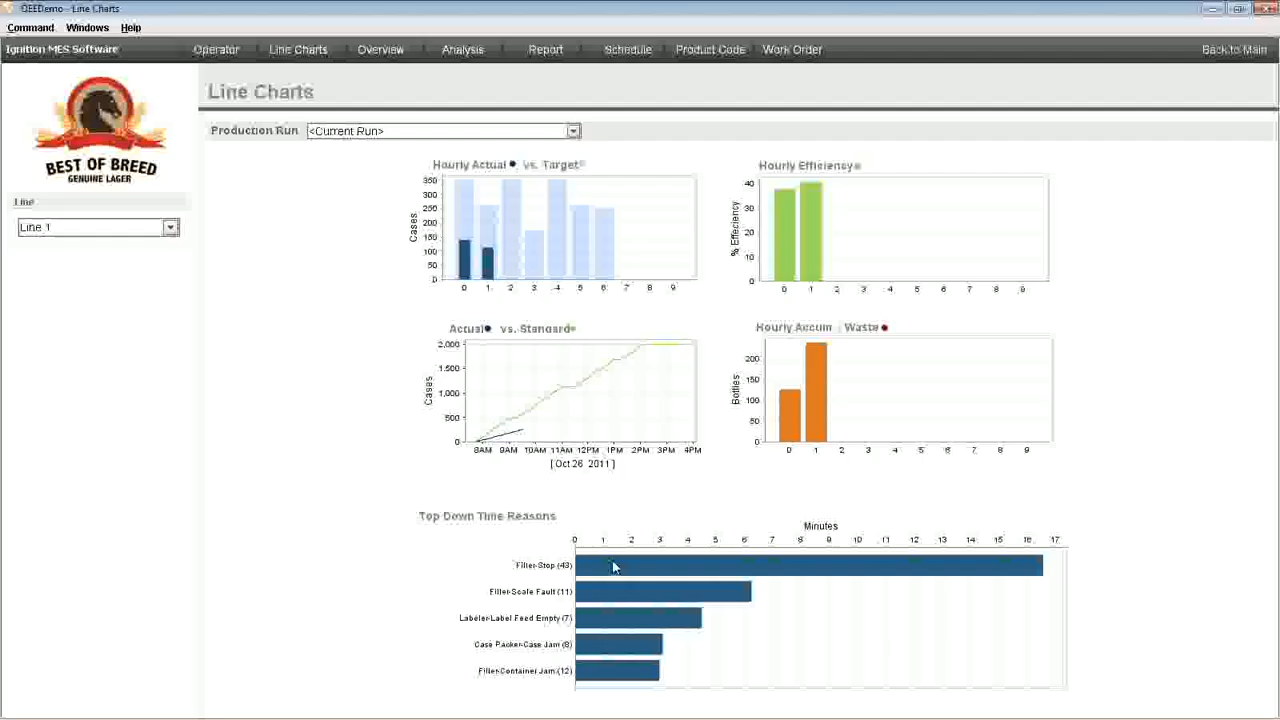 OEEDemo - Line Charts
Command Windows Help
Ignition MES Software Operator Line Charts Overview Analysis Report Schedule Product Code Work Order Back to Main
Line Charts
BEST OF BREED
GENUINE LAGER
Line
Line 1
Production Run <Current Run>
Hourly Actual vs. Target
Cases
350
300
250
200
150
100
50
0
0 1 2 3 4 5 6 7 8 9
Hourly Efficiency
% Effeciency
40
30
20
10
0
0 1 2 3 4 5 6 7 8 9
Actual vs. Standard
Cases
2,000
1,500
1,000
500
0
8AM 9AM 10AM 11AM 12PM 1PM 2PM 3PM 4PM
[ Oct 26 2011 ]
Hourly Accum Waste
Bottles
200
150
100
50
0
0 1 2 3 4 5 6 7 8 9
Top Down Time Reasons
Minutes
0 1 2 3 4 5 6 7 8 9 10 11 12 13 14 15 16 17
Filler-Stop (43)
Filler-Scale Fault (11)
Labeler-Label Feed Empty (7)
Case Packer-Case Jam (8)
Filler-Container Jam (12)